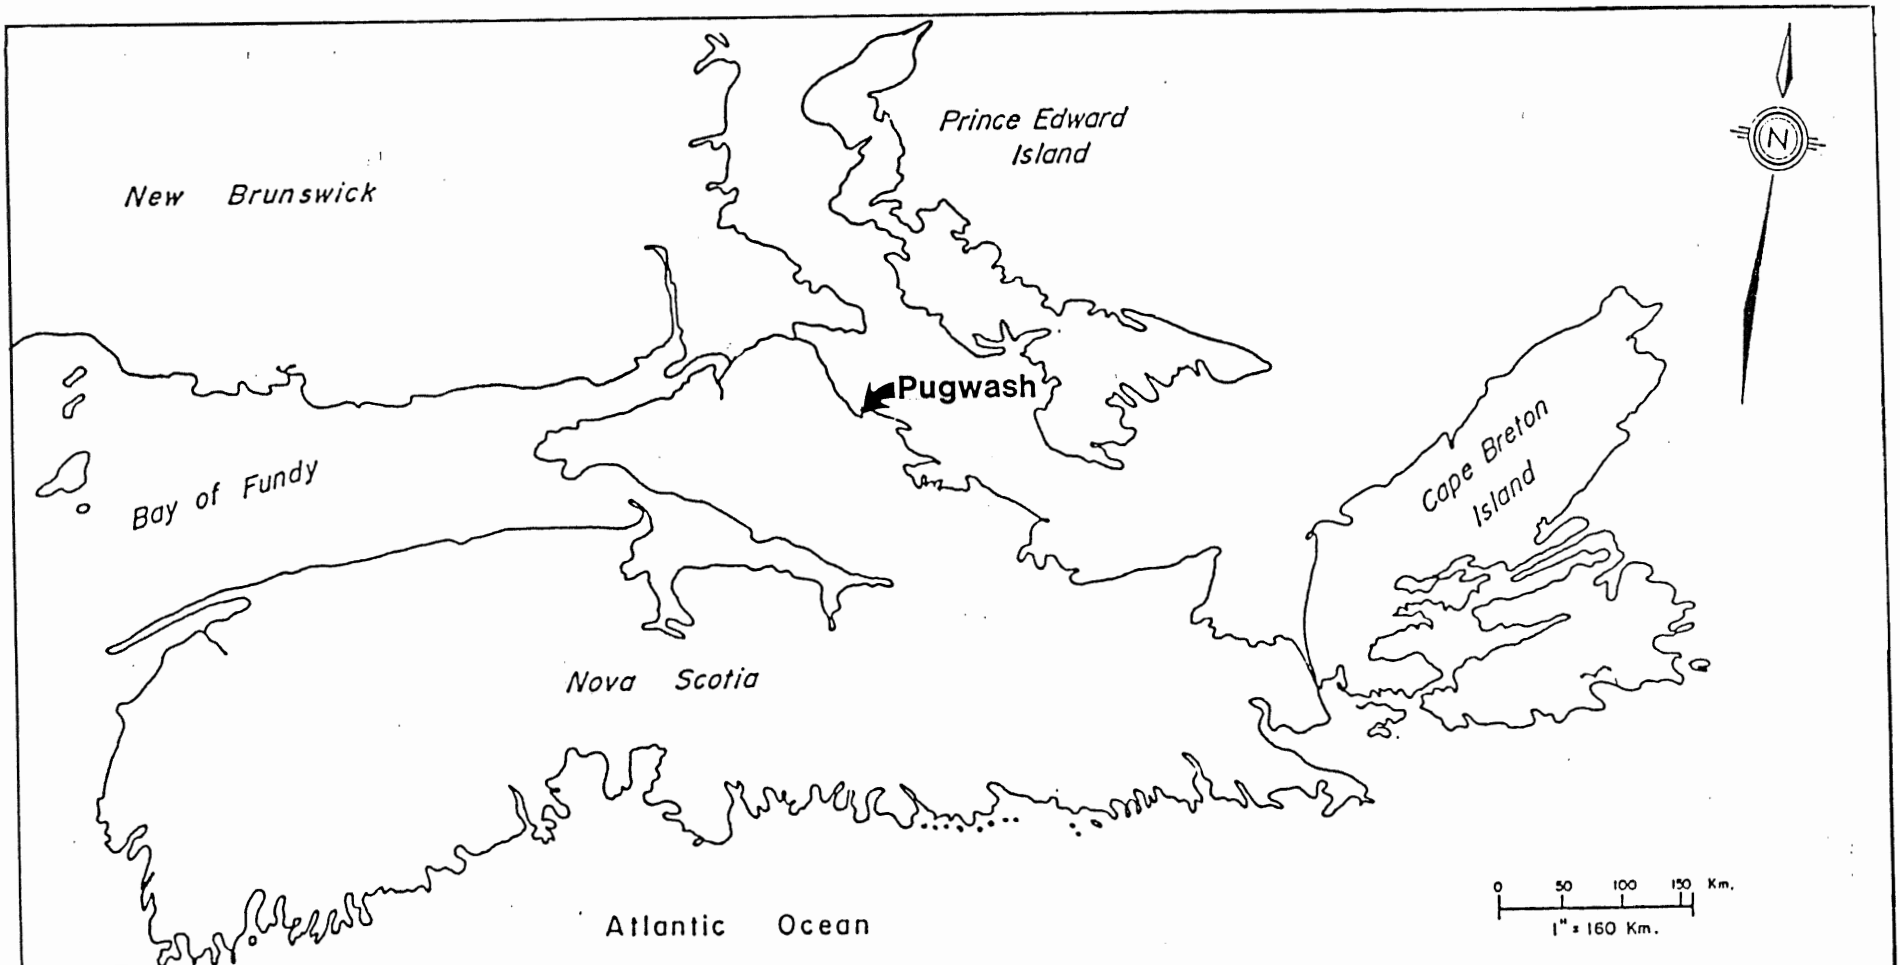 Prince Edward
Island
N
New Brunswick
Pugwash
Cape Breton
Island
Bay of Fundy
Nova Scotia
0 50 100 150 Km.
1" = 160 Km.
Atlantic Ocean